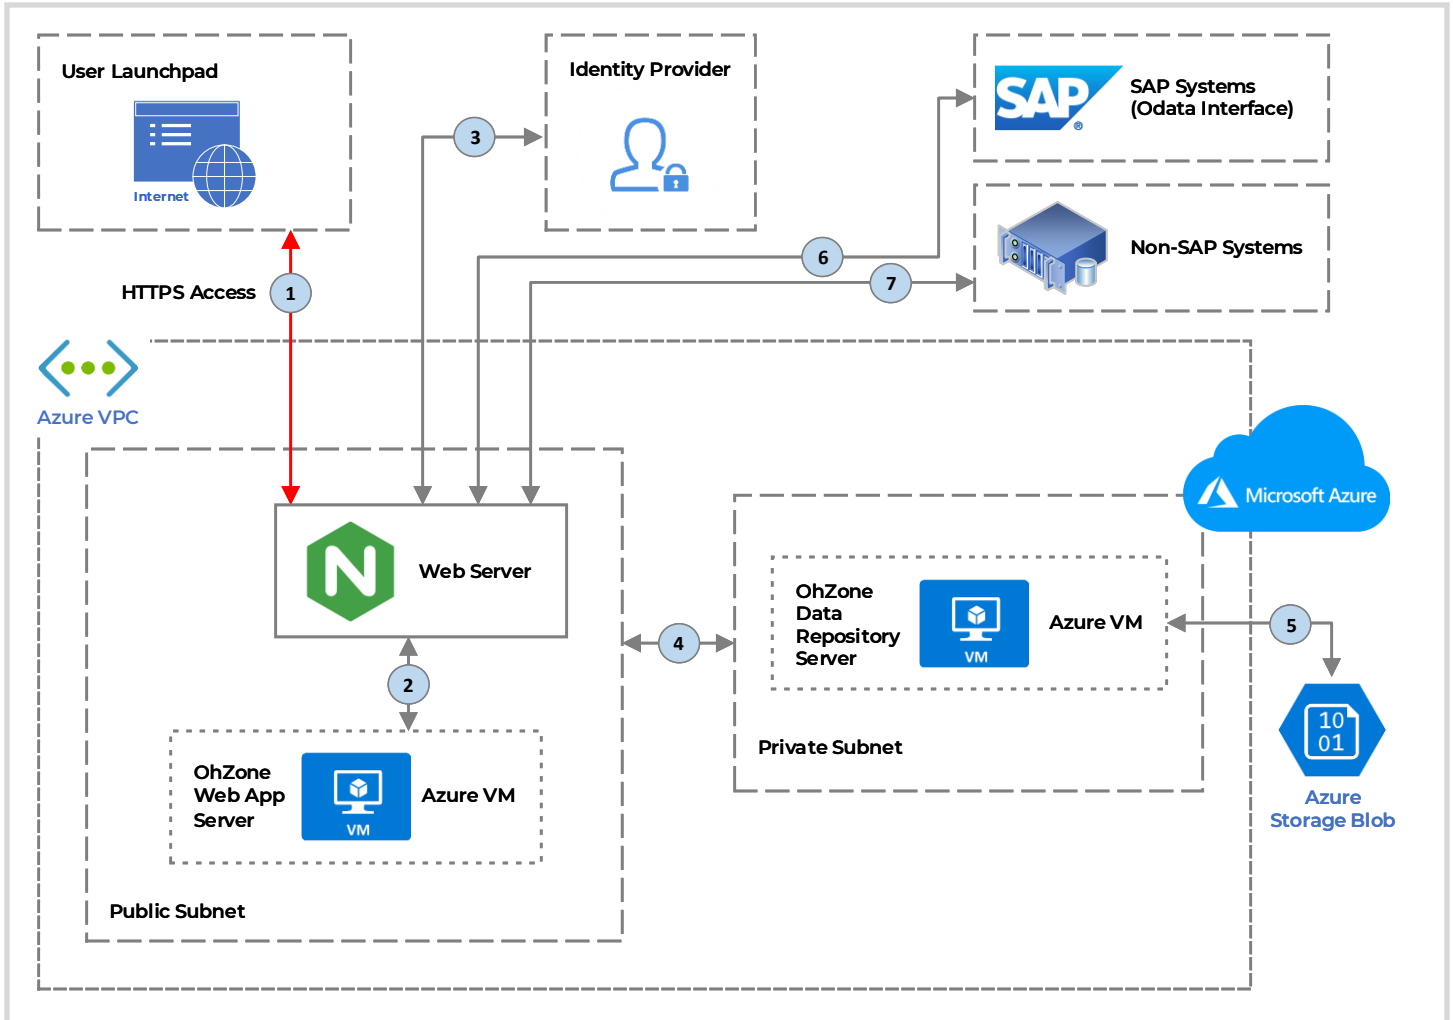 User Launchpad
Internet
Identity Provider
3
SAP
®
SAP Systems
(Odata Interface)
Non-SAP Systems
6
7
HTTPS Access
1
Azure VPC
Microsoft Azure
N
Web Server
2
OhZone
Web App
Server
VM
Azure VM
Public Subnet
4
OhZone
Data
Repository
Server
VM
Azure VM
Private Subnet
5
10
01
Azure
Storage Blob